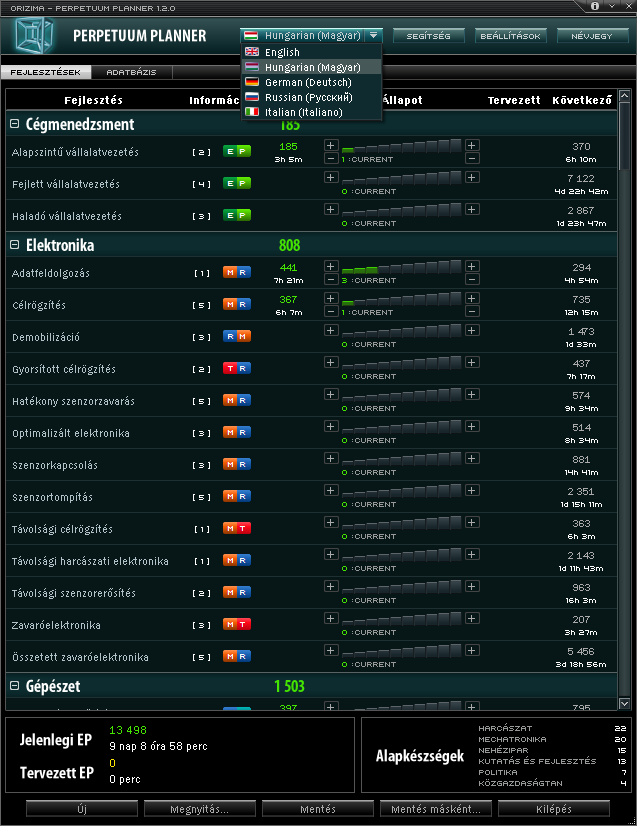 ORIZIMA - PERPETUUM PLANNER 1.2.0
PERPETUUM PLANNER
Hungarian (Magyar)
SEGÍTSÉG
BEÁLLÍTÁSOK
NÉVJEGY
English
Hungarian (Magyar)
German (Deutsch)
Russian (Русский)
Italian (Italiano)
FEJLESZTÉSEK
ADATBÁZIS
Fejlesztés Informác Állapot Tervezett Következő
Cégmenedzsment 185
Alapszintű vállalatvezetés [ 2 ] E P 185 370
3h 5m 1 :CURRENT 6h 10m
Fejlett vállalatvezetés [ 4 ] E P 7 122
0 :CURRENT 4d 22h 42m
Haladó vállalatvezetés [ 3 ] E P 2 867
0 :CURRENT 1d 23h 47m
Elektronika 808
Adatfeldolgozás [ 1 ] M R 441 294
7h 21m 3 :CURRENT 4h 54m
Célrögzítés [ 5 ] M R 367 735
6h 7m 1 :CURRENT 12h 15m
Demobilizáció [ 3 ] R M 1 473
0 :CURRENT 1d 33m
Gyorsított célrögzítés [ 2 ] T R 437
0 :CURRENT 7h 17m
Hatékony szenzorzavarás [ 5 ] M R 574
0 :CURRENT 9h 34m
Optimalizált elektronika [ 3 ] M R 514
0 :CURRENT 8h 34m
Szenzorkapcsolás [ 3 ] M R 881
0 :CURRENT 14h 41m
Szenzortompítás [ 5 ] M R 2 351
0 :CURRENT 1d 15h 11m
Távolsági célrögzítés [ 1 ] M T 363
0 :CURRENT 6h 3m
Távolsági harcászati elektronika [ 1 ] M R 2 143
0 :CURRENT 1d 11h 43m
Távolsági szenzorerősítés [ 2 ] M R 963
0 :CURRENT 16h 3m
Zavaróelektronika [ 3 ] M T 207
0 :CURRENT 3h 27m
Összetett zavaróelektronika [ 5 ] M R 5 456
0 :CURRENT 3d 18h 56m
Gépészet 1 503
397 795
Jelenlegi EP 13 498
9 nap 8 óra 58 perc
Tervezett EP 0
0 perc
Alapkészségek
HARCÁSZAT 22
MECHATRONIKA 20
NEHÉZIPAR 15
KUTATÁS ÉS FEJLESZTÉS 13
POLITIKA 7
KÖZGAZDASÁGTAN 4
Új
Megnyitás...
Mentés
Mentés másként...
Kilépés